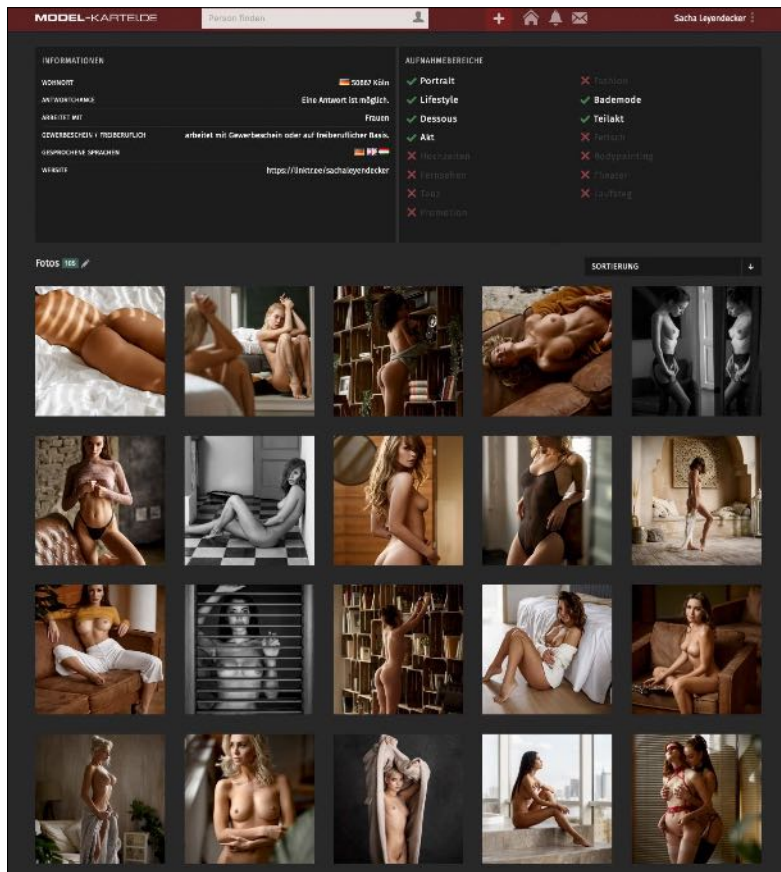 MODEL-KARTEI.DE
Person finden
Sacha Leyendecker
INFORMATIONEN
WOHNORT
50667 Köln
ANTWORTCHANCE
Eine Antwort ist möglich.
ARBEITET MIT
Frauen
GEWERBESCHEIN / FREIBERUFLICH
arbeitet mit Gewerbeschein oder auf freiberuflicher Basis.
GESPROCHENE SPRACHEN
WEBSITE
https://linktr.ee/sachaleyendecker
AUFNAHMEBEREICHE
Portrait
Fashion
Lifestyle
Bademode
Dessous
Teilakt
Akt
Fetisch
Hochzeiten
Bodypainting
Fernsehen
Theater
Tanz
Laufsteg
Promotion
Fotos 165
SORTIERUNG